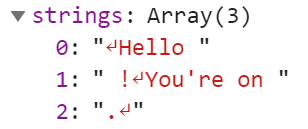 ▼ strings: Array(3)
0: "↵Hello "
1: " !↵You're on "
2: ".↵"